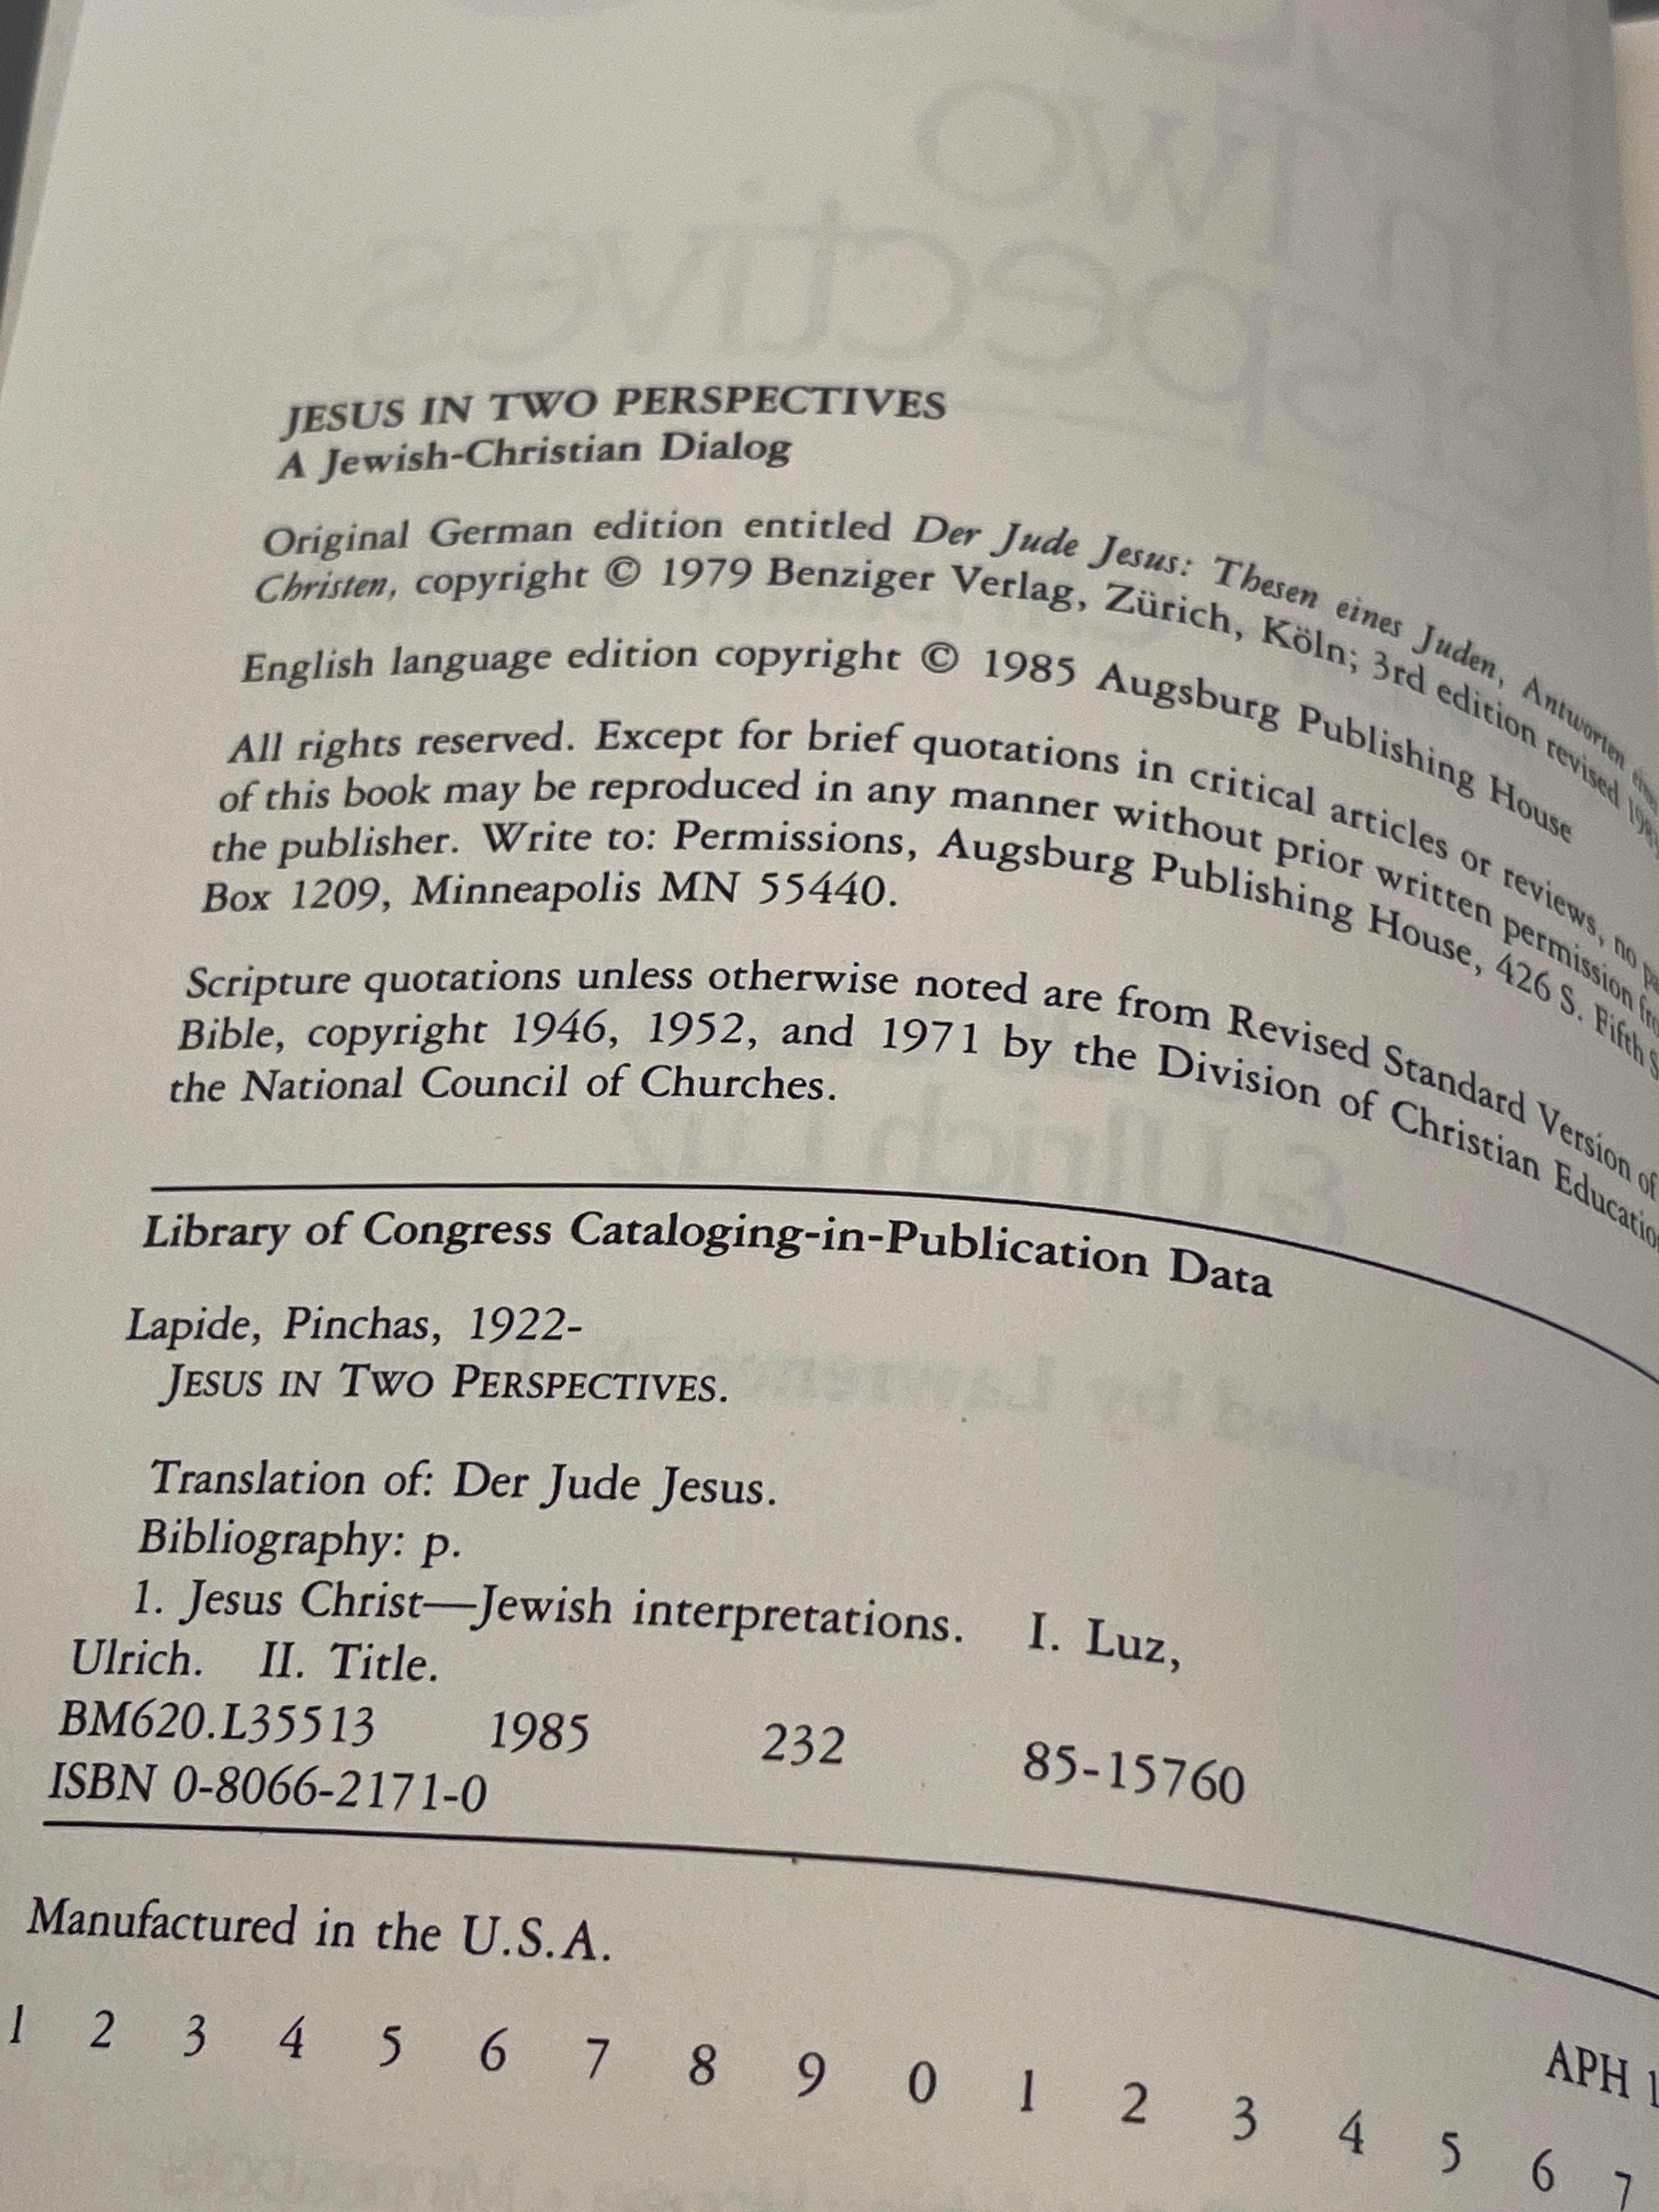 JESUS IN TWO PERSPECTIVES
A Jewish-Christian Dialog
Original German edition entitled Der Jude Jesus: Thesen eines Juden, Antworten eines
Christen, copyright © 1979 Benziger Verlag, Zürich, Köln; 3rd edition revised
English language edition copyright © 1985 Augsburg Publishing House
All rights reserved. Except for brief quotations in critical articles or reviews, no
of this book may be reproduced in any manner without prior written permission
the publisher. Write to: Permissions, Augsburg Publishing House, 426 S. Fifth
Box 1209, Minneapolis MN 55440.
Scripture quotations unless otherwise noted are from Revised Standard Version of
Bible, copyright 1946, 1952, and 1971 by the Division of Christian
the National Council of Churches.
Library of Congress Cataloging-in-Publication Data
Lapide, Pinchas, 1922-
JESUS IN TWO PERSPECTIVES.
Translation of: Der Jude Jesus.
Bibliography: p.
1. Jesus Christ—Jewish interpretations. I. Luz,
Ulrich. II. Title.
BM620.L35513 1985 232 85-15760
ISBN 0-8066-2171-0
Manufactured in the U.S.A.
APH
1 2 3 4 5 6 7 8 9 0 1 2 3 4 5 6 7